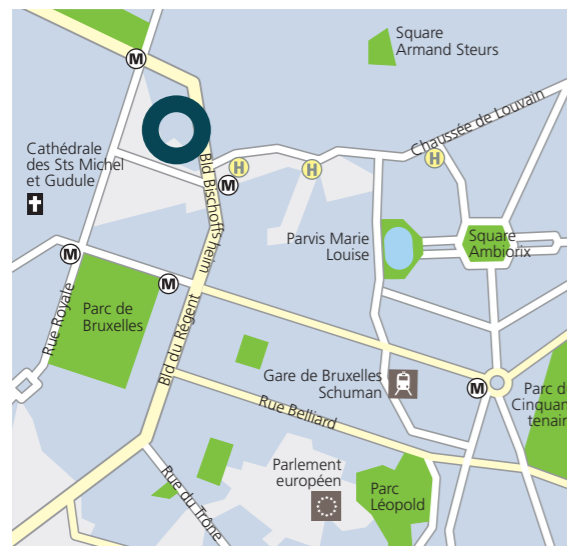 Square
Armand Steurs
M
Chaussée de Louvain
Cathédrale
des Sts Michel
et Gudule
H
H
H
M
Bld Bischoffsheim
Parvis Marie
Louise
Square
Ambiorix
M
M
Rue Royale
Parc de
Bruxelles
Bld du Régent
Gare de Bruxelles
Schuman
M
Parc d
Cinquan
tenair
Rue Belliard
Parlement
européen
Parc
Léopold
Rue du Trône